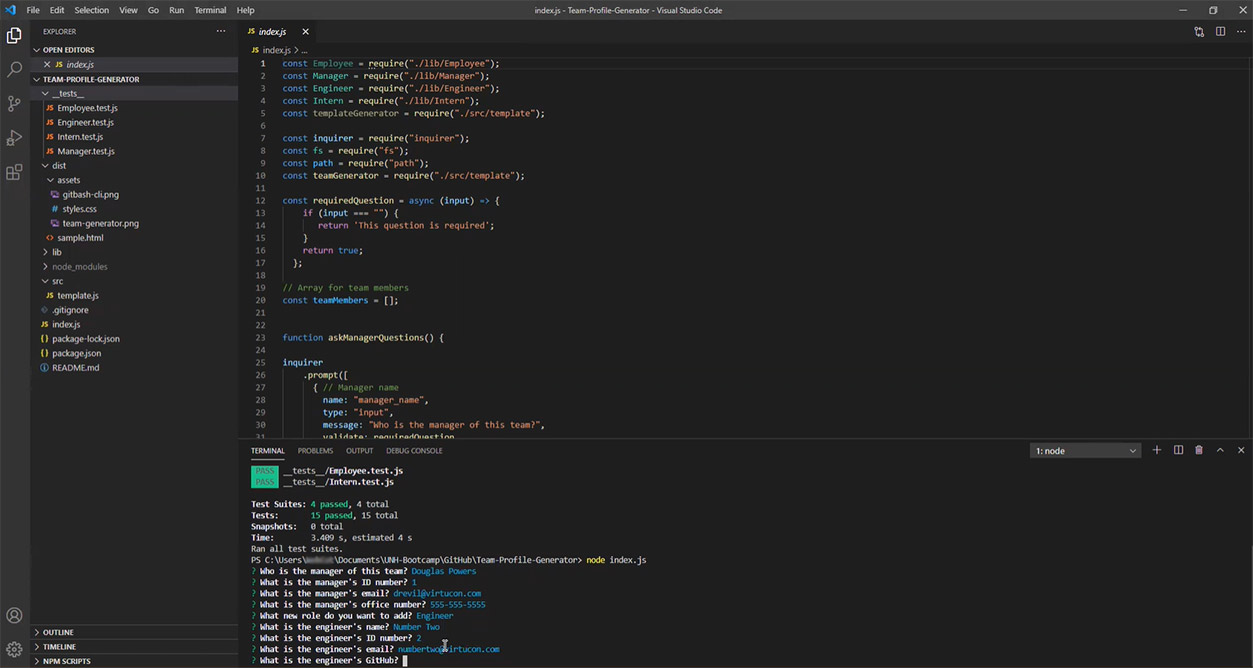 File Edit Selection View Go Run Terminal Help
index.js - Team-Profile-Generator - Visual Studio Code
EXPLORER
OPEN EDITORS
JS index.js
TEAM-PROFILE-GENERATOR
__tests__
JS Employee.test.js
JS Engineer.test.js
JS Intern.test.js
JS Manager.test.js
dist
assets
gitbash-cli.png
# styles.css
team-generator.png
<> sample.html
lib
node_modules
src
JS template.js
.gitignore
JS index.js
{} package-lock.json
{} package.json
README.md
OUTLINE
TIMELINE
NPM SCRIPTS
JS index.js
JS index.js > ...
1 const Employee = require("./lib/Employee");
2 const Manager = require("./lib/Manager");
3 const Engineer = require("./lib/Engineer");
4 const Intern = require("./lib/Intern");
5 const templateGenerator = require("./src/template");
6
7 const inquirer = require("inquirer");
8 const fs = require("fs");
9 const path = require("path");
10 const teamGenerator = require("./src/template");
11
12 const requiredQuestion = async (input) => {
13 if (input === "") {
14 return 'This question is required';
15 }
16 return true;
17 };
18
19 // Array for team members
20 const teamMembers = [];
21
22
23 function askManagerQuestions() {
24
25 inquirer
26 .prompt([
27 { // Manager name
28 name: "manager_name",
29 type: "input",
30 message: "Who is the manager of this team?",
31 validate: requiredQuestion
TERMINAL PROBLEMS OUTPUT DEBUG CONSOLE
1: node
PASS __tests__/Employee.test.js
PASS __tests__/Intern.test.js
Test Suites: 4 passed, 4 total
Tests: 15 passed, 15 total
Snapshots: 0 total
Time: 3.409 s, estimated 4 s
Ran all test suites.
PS C:\Users\ \Documents\UNH-Bootcamp\GitHub\Team-Profile-Generator> node index.js
? Who is the manager of this team? Douglas Powers
? What is the manager's ID number? 1
? What is the manager's email? drevil@virtucon.com
? What is the manager's office number? 555-555-5555
? What new role do you want to add? Engineer
? What is the engineer's name? Number Two
? What is the engineer's ID number? 2
? What is the engineer's email? numbertwo@virtucon.com
? What is the engineer's GitHub?